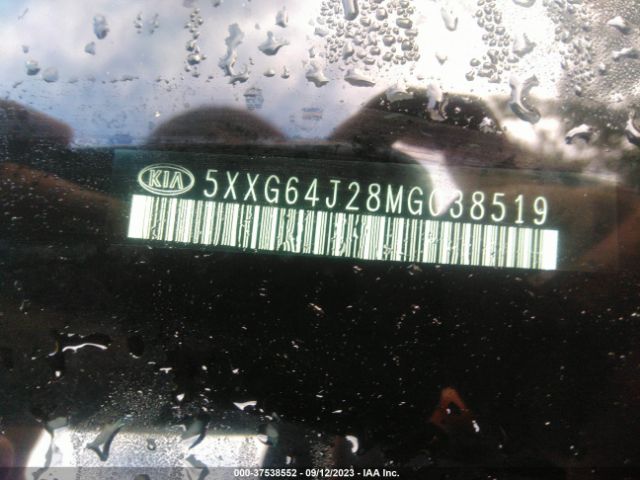 KIA 5XXG64J28MG038519
000-37538552 - 09/12/2023 - IAA Inc.